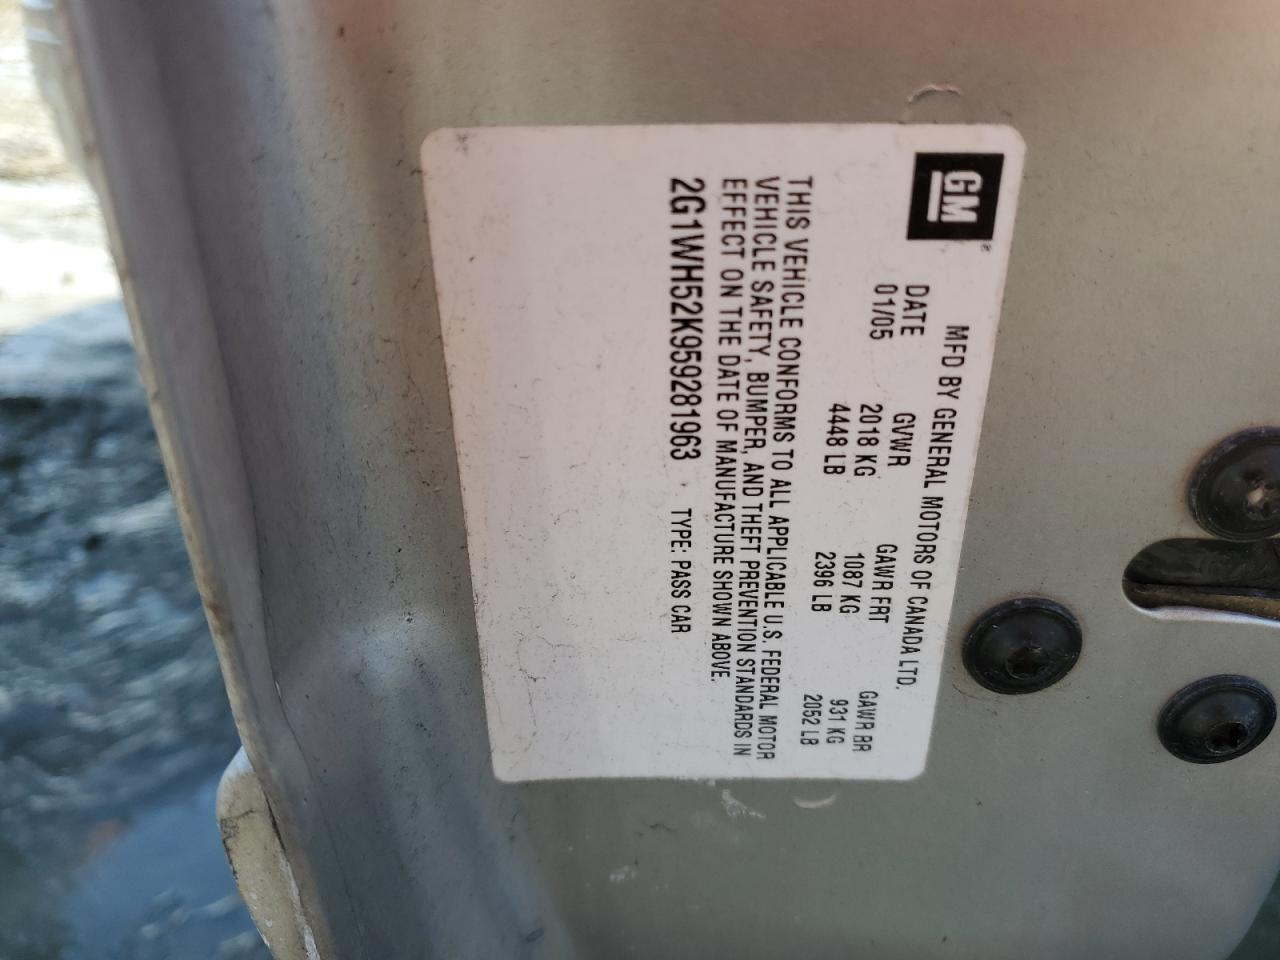 GM
MFD BY GENERAL MOTORS OF CANADA LTD.
DATE GVWR GAWR FRT GAWR RR
01/05 2018 KG 1087 KG 931 KG
4448 LB 2396 LB 2052 LB
THIS VEHICLE CONFORMS TO ALL APPLICABLE U.S. FEDERAL MOTOR
VEHICLE SAFETY, BUMPER, AND THEFT PREVENTION STANDARDS IN
EFFECT ON THE DATE OF MANUFACTURE SHOWN ABOVE.
2G1WH52K959281963 TYPE: PASS CAR